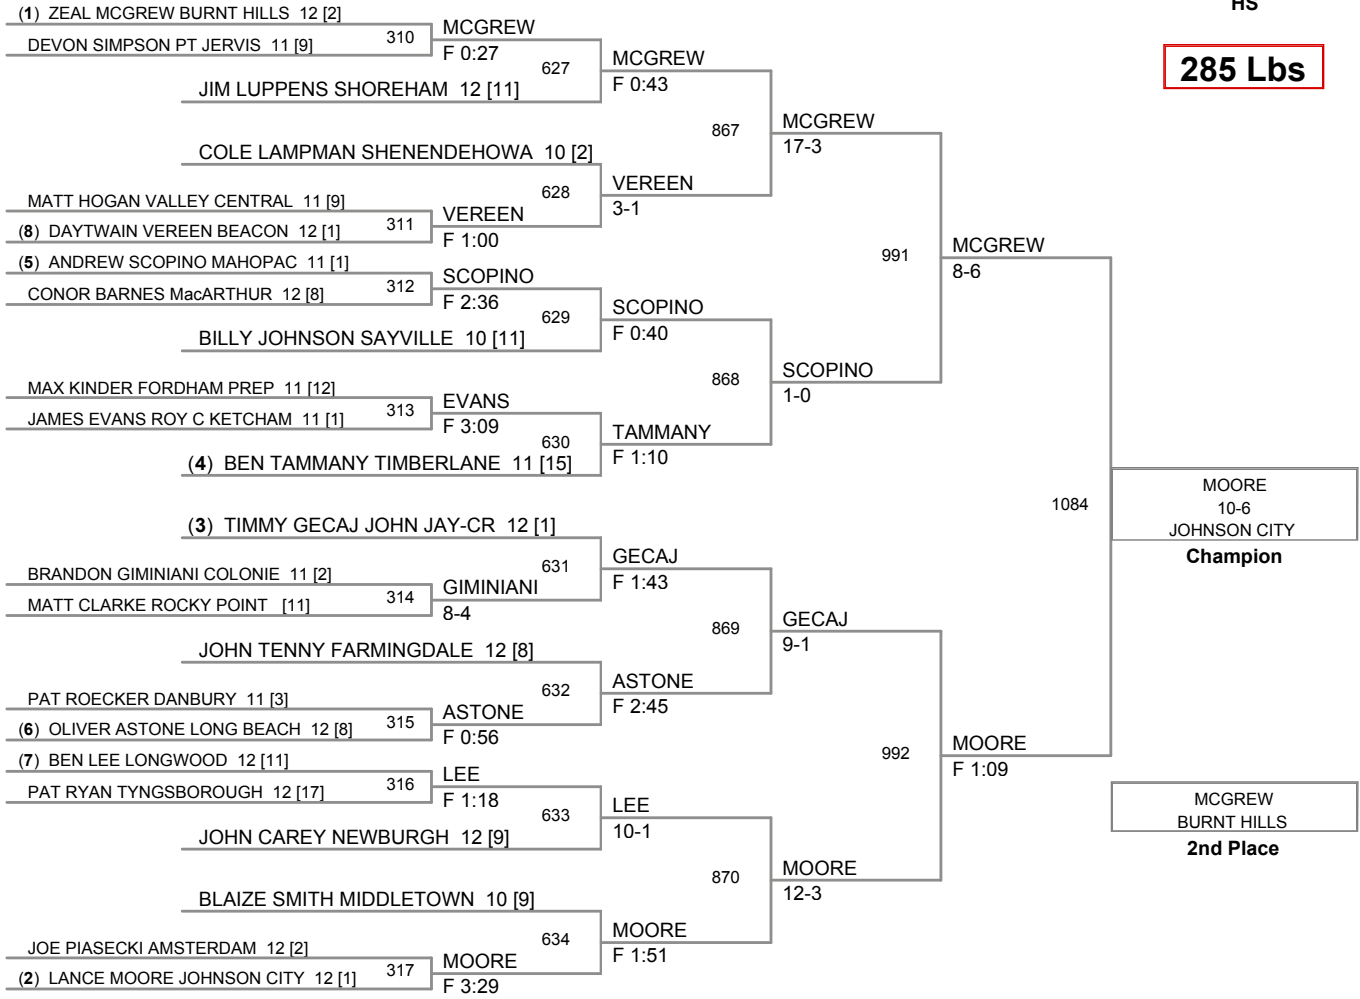 HS
285 Lbs
(1) ZEAL MCGREW BURNT HILLS 12 [2]
DEVON SIMPSON PT JERVIS 11 [9]
310
MCGREW
F 0:27
JIM LUPPENS SHOREHAM 12 [11]
627
MCGREW
F 0:43
COLE LAMPMAN SHENENDEHOWA 10 [2]
MATT HOGAN VALLEY CENTRAL 11 [9]
(8) DAYTWAIN VEREEN BEACON 12 [1]
311
VEREEN
F 1:00
628
VEREEN
3-1
867
MCGREW
17-3
(5) ANDREW SCOPINO MAHOPAC 11 [1]
CONOR BARNES MacARTHUR 12 [8]
312
SCOPINO
F 2:36
BILLY JOHNSON SAYVILLE 10 [11]
629
SCOPINO
F 0:40
MAX KINDER FORDHAM PREP 11 [12]
JAMES EVANS ROY C KETCHAM 11 [1]
313
EVANS
F 3:09
(4) BEN TAMMANY TIMBERLANE 11 [15]
630
TAMMANY
F 1:10
868
SCOPINO
1-0
991
MCGREW
8-6
(3) TIMMY GECAJ JOHN JAY-CR 12 [1]
BRANDON GIMINIANI COLONIE 11 [2]
MATT CLARKE ROCKY POINT [11]
314
GIMINIANI
8-4
631
GECAJ
F 1:43
JOHN TENNY FARMINGDALE 12 [8]
PAT ROECKER DANBURY 11 [3]
(6) OLIVER ASTONE LONG BEACH 12 [8]
315
ASTONE
F 0:56
632
ASTONE
F 2:45
869
GECAJ
9-1
(7) BEN LEE LONGWOOD 12 [11]
PAT RYAN TYNGSBOROUGH 12 [17]
316
LEE
F 1:18
JOHN CAREY NEWBURGH 12 [9]
633
LEE
10-1
BLAIZE SMITH MIDDLETOWN 10 [9]
JOE PIASECKI AMSTERDAM 12 [2]
(2) LANCE MOORE JOHNSON CITY 12 [1]
317
MOORE
F 3:29
634
MOORE
F 1:51
870
MOORE
12-3
992
MOORE
F 1:09
1084
MOORE
10-6
JOHNSON CITY
Champion
MCGREW
BURNT HILLS
2nd Place